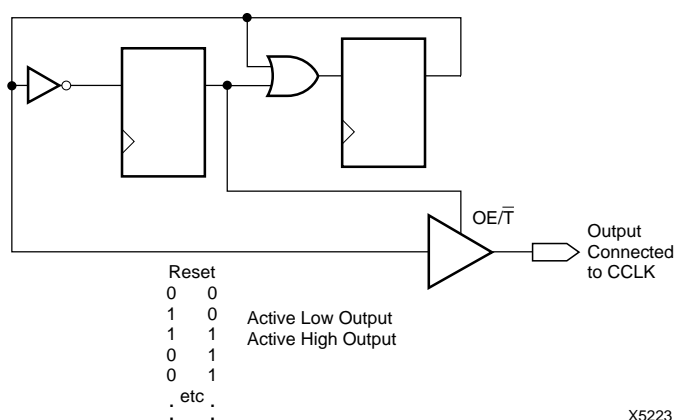 OE/T̅
Output
Connected
to CCLK
Reset
0 0
1 0 Active Low Output
1 1 Active High Output
0 1
0 1
. etc .
. .
X5223